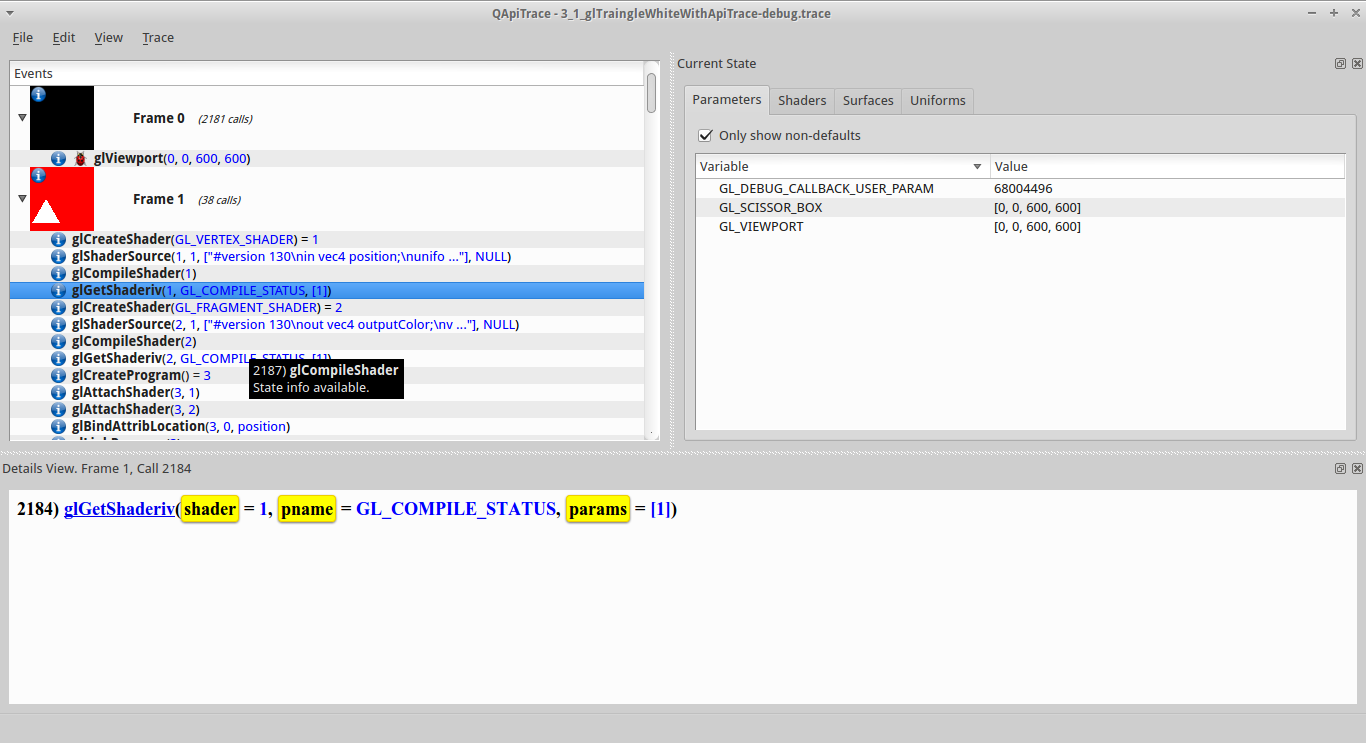 QApiTrace - 3_1_glTraingleWhiteWithApiTrace-debug.trace
File Edit View Trace
Events
Frame 0 (2181 calls)
glViewport(0, 0, 600, 600)
Frame 1 (38 calls)
glCreateShader(GL_VERTEX_SHADER) = 1
glShaderSource(1, 1, ["#version 130\nin vec4 position;\nunifo ..."], NULL)
glCompileShader(1)
glGetShaderiv(1, GL_COMPILE_STATUS, [1])
glCreateShader(GL_FRAGMENT_SHADER) = 2
glShaderSource(2, 1, ["#version 130\nout vec4 outputColor;\nv ..."], NULL)
glCompileShader(2)
glGetShaderiv(2, GL_COMPILE_STATUS, [1])
glCreateProgram() = 3
2187) glCompileShader
State info available.
glAttachShader(3, 1)
glAttachShader(3, 2)
glBindAttribLocation(3, 0, position)
Current State
Parameters Shaders Surfaces Uniforms
Only show non-defaults
Variable Value
GL_DEBUG_CALLBACK_USER_PARAM 68004496
GL_SCISSOR_BOX [0, 0, 600, 600]
GL_VIEWPORT [0, 0, 600, 600]
Details View. Frame 1, Call 2184
2184) glGetShaderiv(shader = 1, pname = GL_COMPILE_STATUS, params = [1])